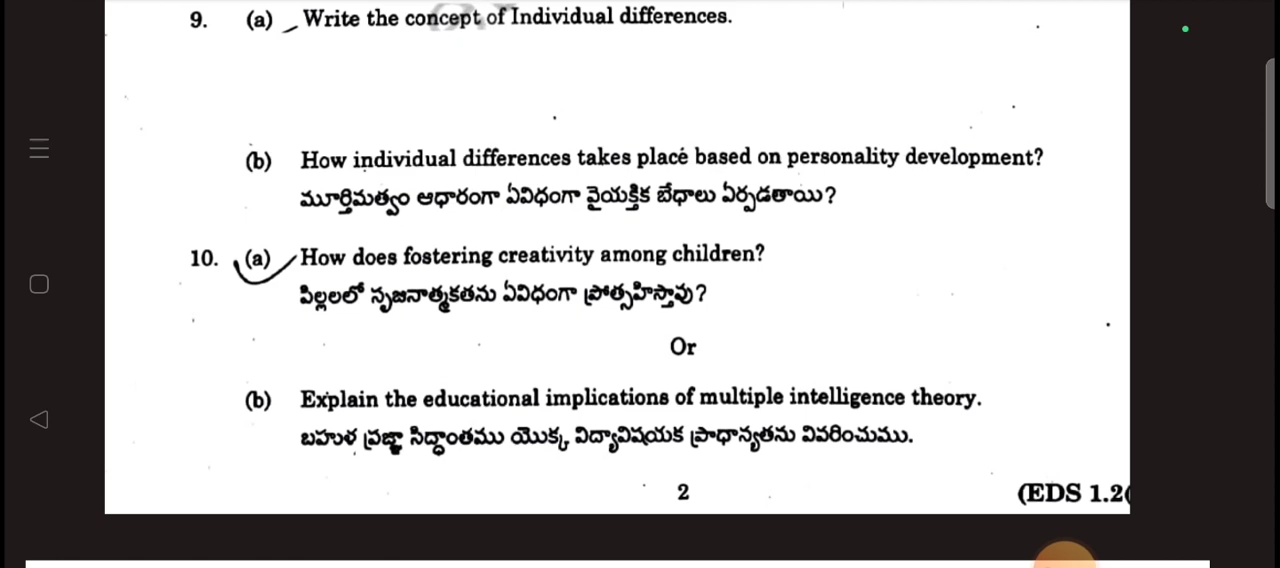 9. (a) Write the concept of Individual differences.
(b) How individual differences takes place based on personality development?
మూర్తిమత్వం ఆధారంగా ఏవిధంగా వైయక్తిక బేధాలు ఏర్పడతాయి?
10. (a) How does fostering creativity among children?
పిల్లలలో సృజనాత్మకతను ఏవిధంగా ప్రోత్సహిస్తావు?
Or
(b) Explain the educational implications of multiple intelligence theory.
బహుళ ప్రజ్ఞా సిద్ధాంతము యొక్క విద్యావిషయక ప్రాధాన్యతను వివరించుము.
2
(EDS 1.2